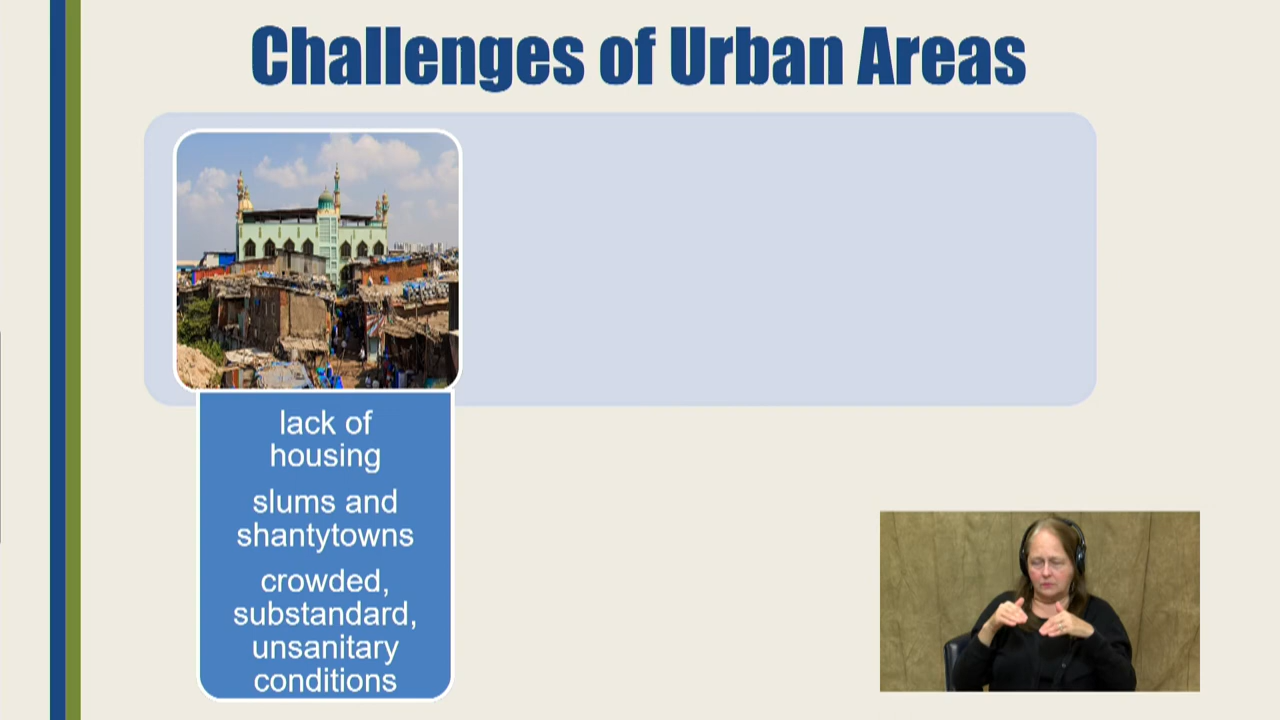 Challenges of Urban Areas
lack of
housing
slums and
shantytowns
crowded,
substandard,
unsanitary
conditions